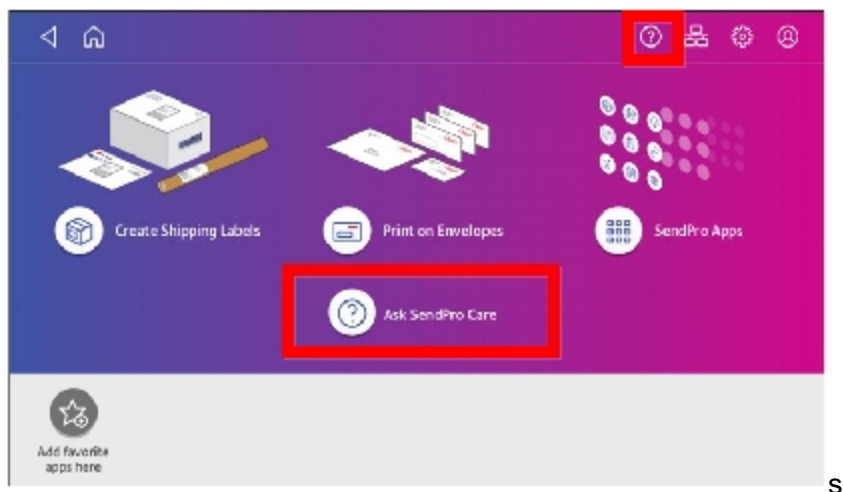 Create Shipping Labels
Print on Envelopes
SendPro Apps
Ask SendPro Care
Add favorite
apps here
s